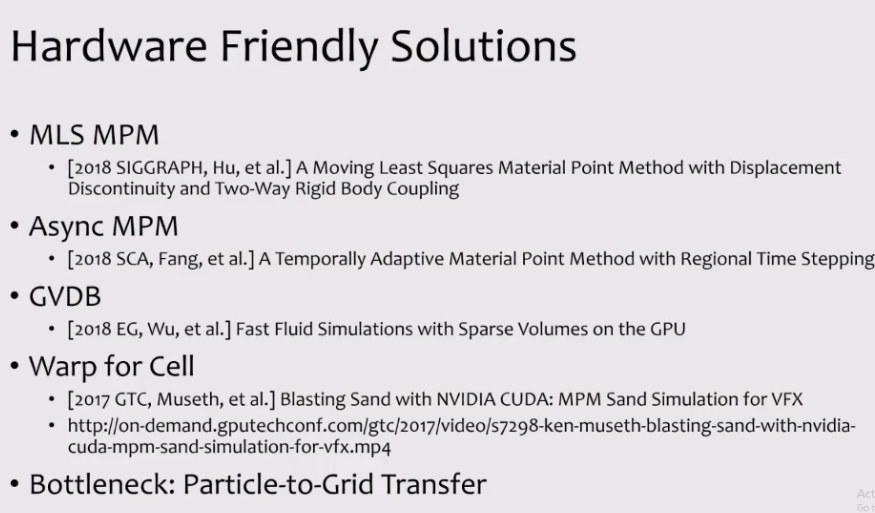 Hardware Friendly Solutions
• MLS MPM
• [2018 SIGGRAPH, Hu, et al.] A Moving Least Squares Material Point Method with Displacement
Discontinuity and Two-Way Rigid Body Coupling
• Async MPM
• [2018 SCA, Fang, et al.] A Temporally Adaptive Material Point Method with Regional Time Stepping
• GVDB
• [2018 EG, Wu, et al.] Fast Fluid Simulations with Sparse Volumes on the GPU
• Warp for Cell
• [2017 GTC, Museth, et al.] Blasting Sand with NVIDIA CUDA: MPM Sand Simulation for VFX
• http://on-demand.gputechconf.com/gtc/2017/video/s7298-ken-museth-blasting-sand-with-nvidia-
cuda-mpm-sand-simulation-for-vfx.mp4
• Bottleneck: Particle-to-Grid Transfer
Act
Go t